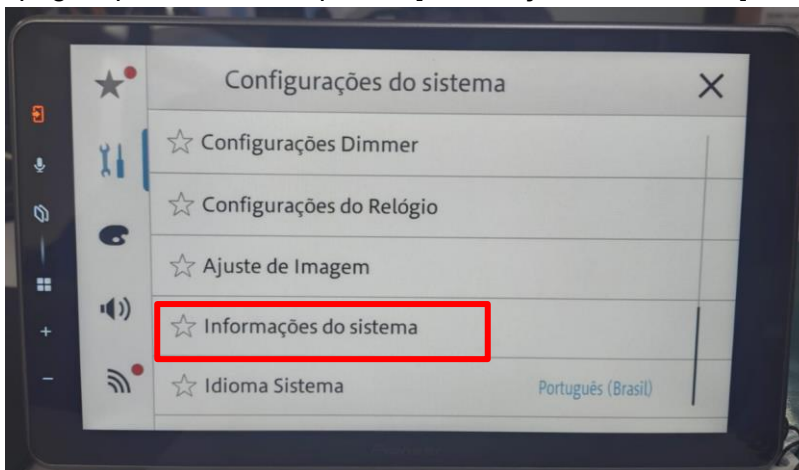 Configurações do sistema
Configurações Dimmer
Configurações do Relógio
Ajuste de Imagem
Informações do sistema
Idioma Sistema Português (Brasil)